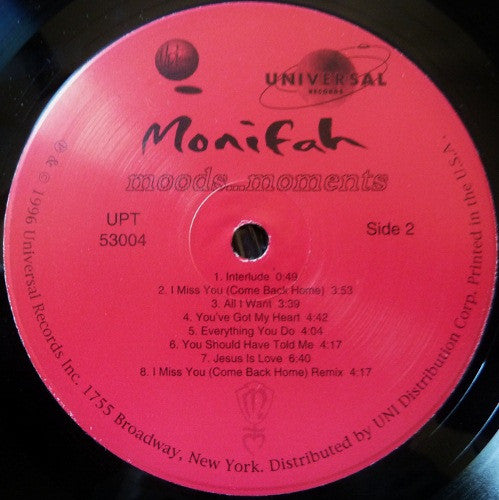 UNIVERSAL
RECORDS
Monifah
moods...moments
UPT
53004
Side 2
1. Interlude 0:49
2. I Miss You (Come Back Home) 3:53
3. All I Want 3:39
4. You've Got My Heart 4:42
5. Everything You Do 4:04
6. You Should Have Told Me 4:17
7. Jesus Is Love 6:40
8. I Miss You (Come Back Home) Remix 4:17
℗ & © 1996 Universal Records Inc. 1755 Broadway, New York. Distributed by UNI Distribution Corp. Printed in the U.S.A.